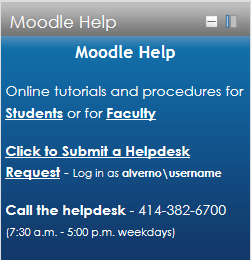 Moodle Help
Moodle Help
Online tutorials and procedures for
Students or for Faculty
Click to Submit a Helpdesk
Request - Log in as alverno\username
Call the helpdesk - 414-382-6700
(7:30 a.m. - 5:00 p.m. weekdays)